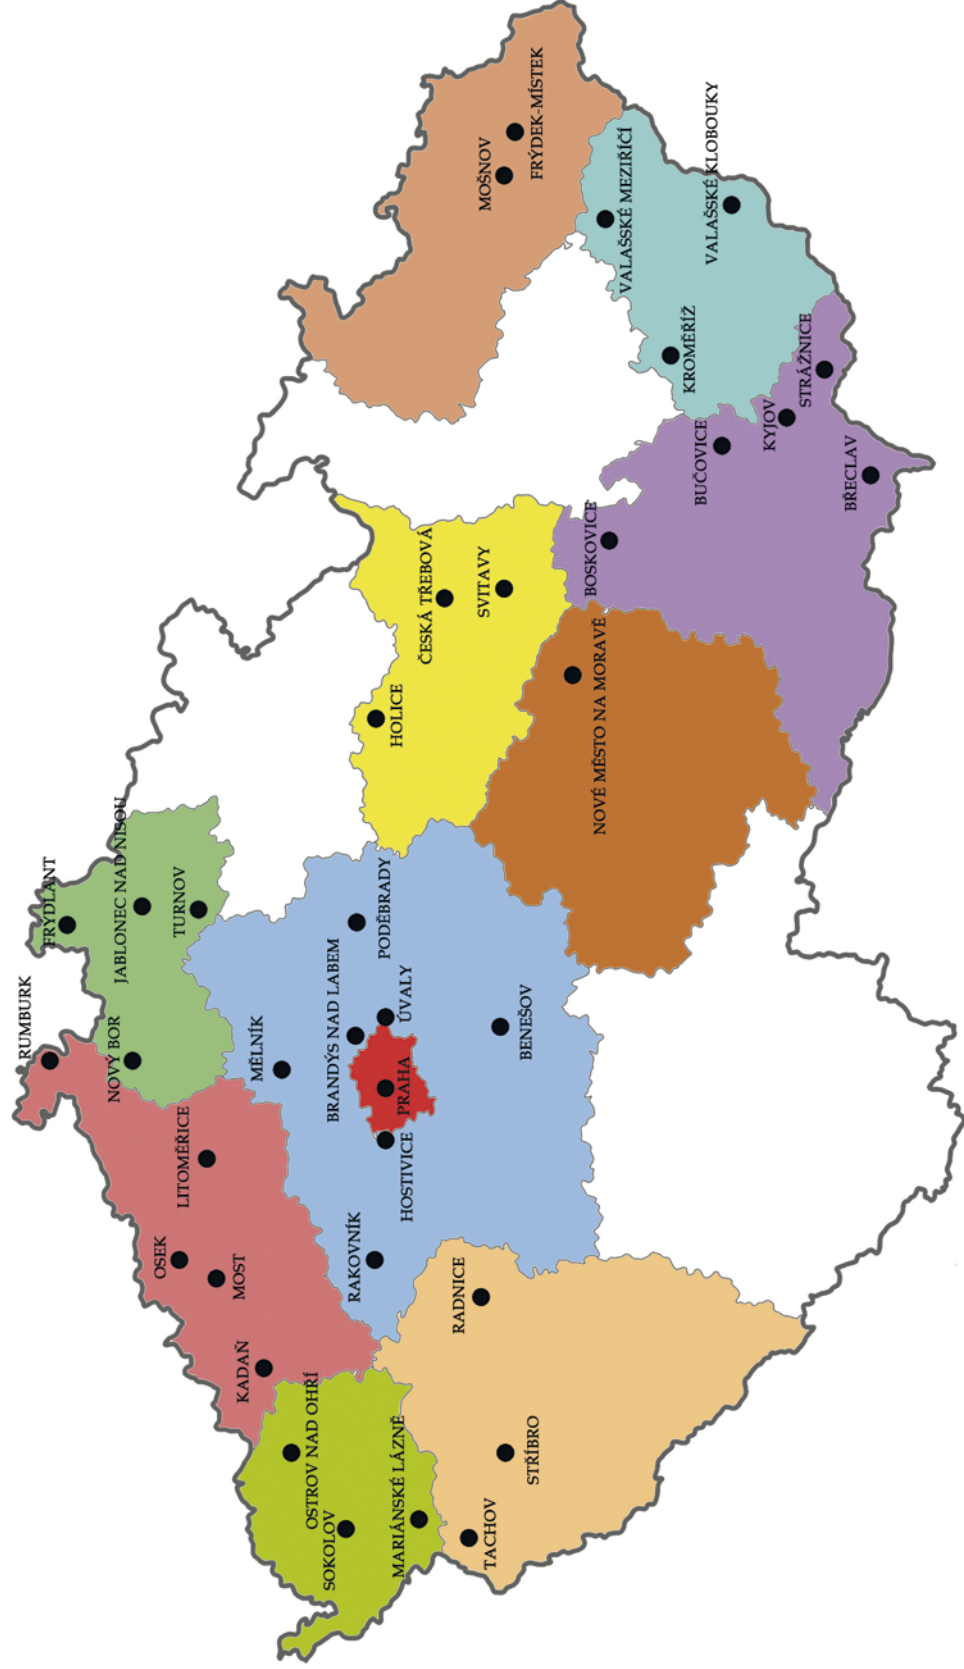 RUMBURK
FRÝDLANT
NOVÝ BOR
JABLONEC NAD NISOU
TURNOV
LITOMĚŘICE
OSEK
MOST
KADAŇ
OSTROV NAD OHŘÍ
SOKOLOV
MARIÁNSKÉ LÁZNĚ
TACHOV
STŘÍBRO
RADNICE
RAKOVNÍK
MĚLNÍK
HOSTIVICE
PRAHA
BRANDÝS NAD LABEM
ÚVALY
PODĚBRADY
BENEŠOV
HOLICE
ČESKÁ TŘEBOVÁ
SVITAVY
NOVÉ MĚSTO NA MORAVĚ
BOSKOVICE
BUČOVICE
KYJOV
STRÁŽNICE
BŘECLAV
KROMĚŘÍŽ
VALAŠSKÉ MEZIŘÍČÍ
VALAŠSKÉ KLOBOUKY
MOŠNOV
FRÝDEK-MÍSTEK